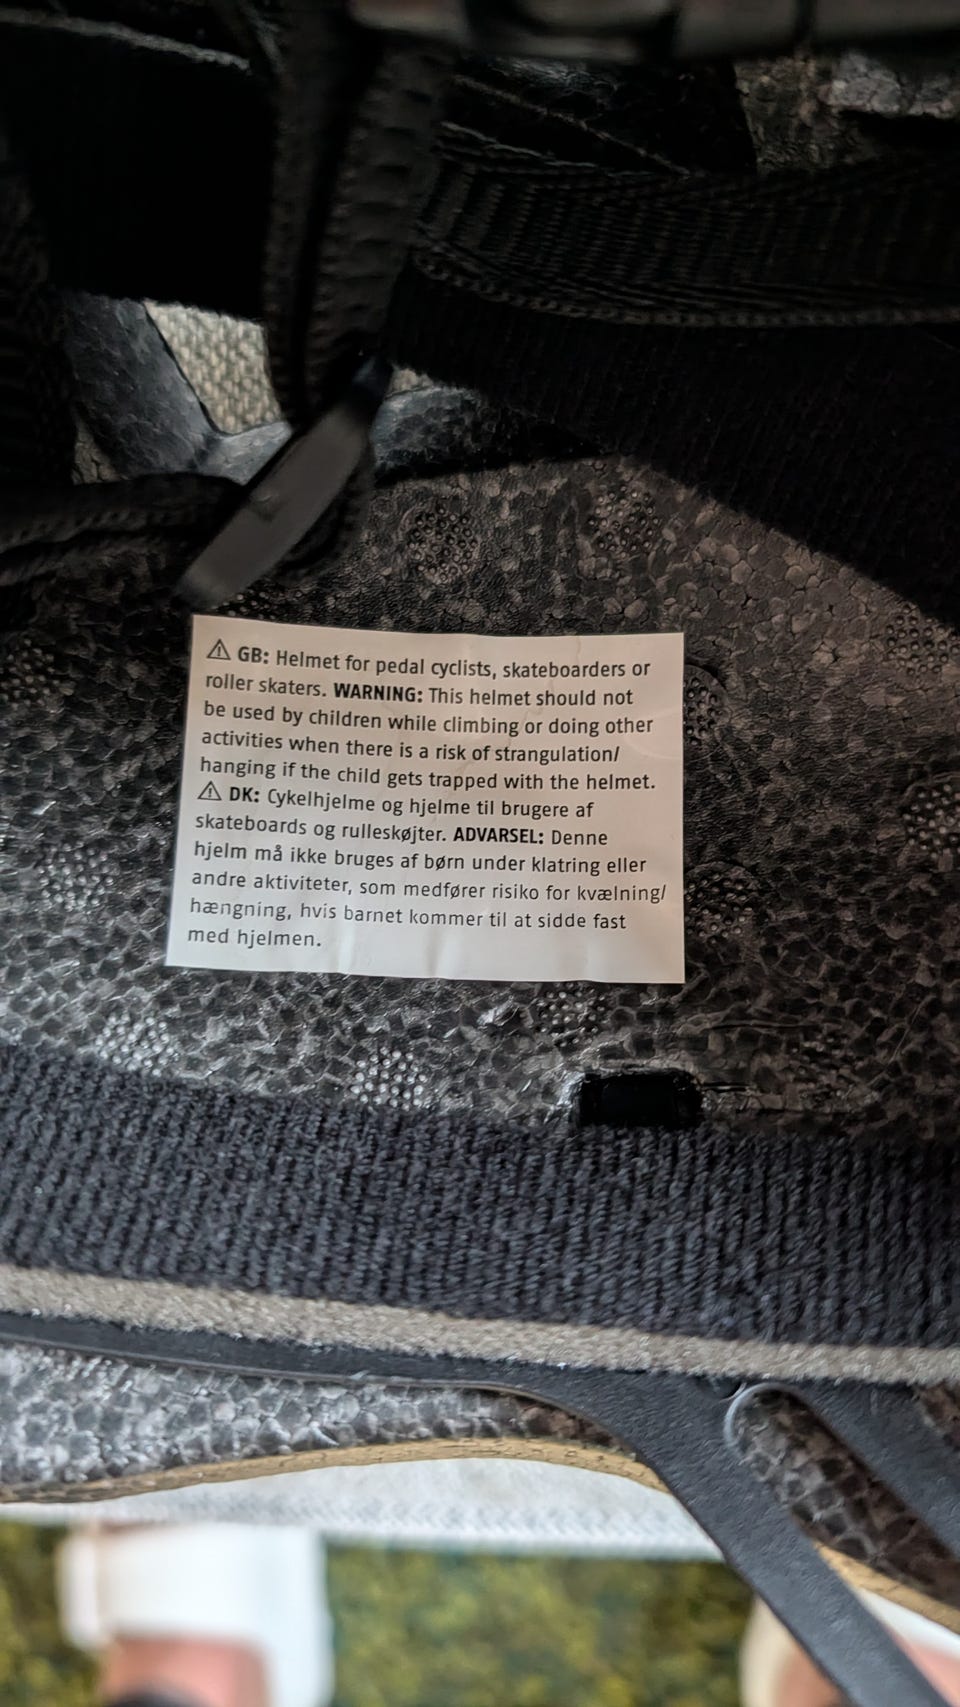 ⚠ GB: Helmet for pedal cyclists, skateboarders or
roller skaters. WARNING: This helmet should not
be used by children while climbing or doing other
activities when there is a risk of strangulation/
hanging if the child gets trapped with the helmet.
⚠ DK: Cykelhjelme og hjelme til brugere af
skateboards og rulleskøjter. ADVARSEL: Denne
hjelm må ikke bruges af børn under klatring eller
andre aktiviteter, som medfører risiko for kvælning/
hængning, hvis barnet kommer til at sidde fast
med hjelmen.